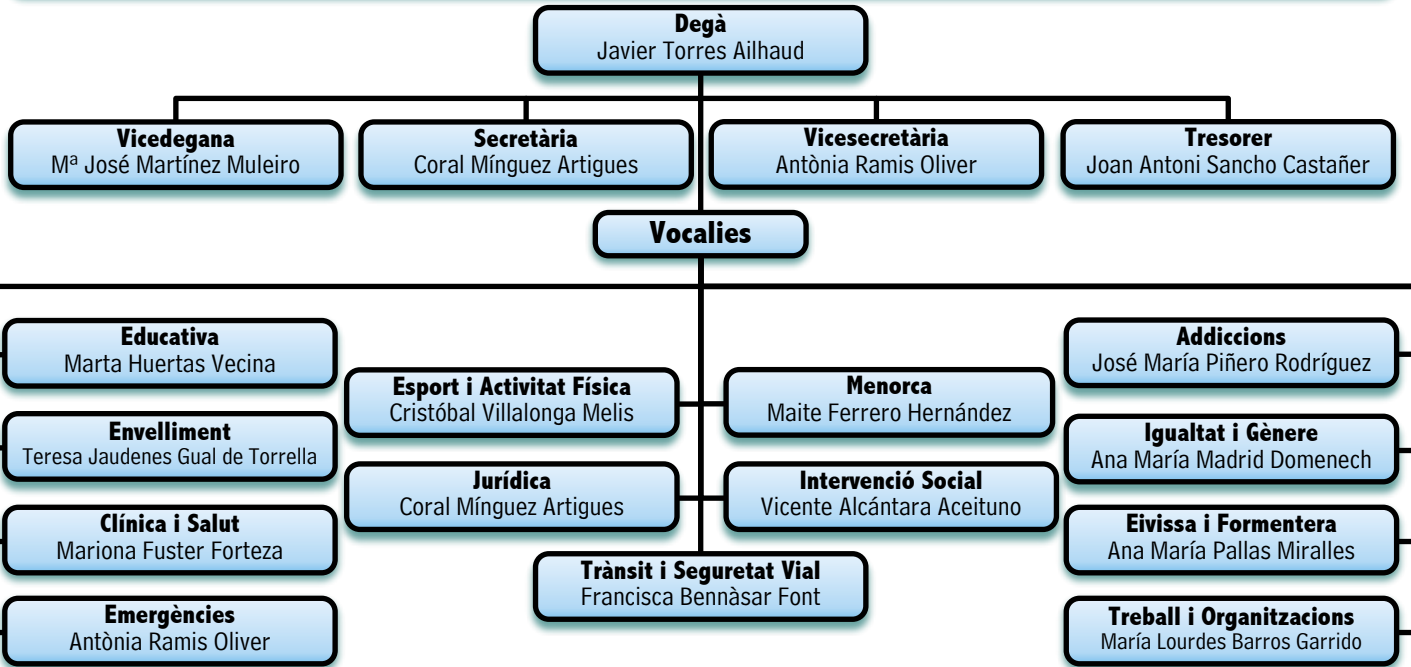 Degà
Javier Torres Ailhaud
Vicedegana
Mª José Martínez Muleiro
Secretària
Coral Mínguez Artigues
Vicesecretària
Antònia Ramis Oliver
Tresorer
Joan Antoni Sancho Castañer
Vocalies
Educativa
Marta Huertas Vecina
Envelliment
Teresa Jaudenes Gual de Torrella
Clínica i Salut
Mariona Fuster Forteza
Emergències
Antònia Ramis Oliver
Esport i Activitat Física
Cristóbal Villalonga Melis
Jurídica
Coral Mínguez Artigues
Menorca
Maite Ferrero Hernández
Intervenció Social
Vicente Alcántara Aceituno
Trànsit i Seguretat Vial
Francisca Bennàsar Font
Addiccions
José María Piñero Rodríguez
Igualtat i Gènere
Ana María Madrid Domenech
Eivissa i Formentera
Ana María Pallas Miralles
Treball i Organitzacions
María Lourdes Barros Garrido